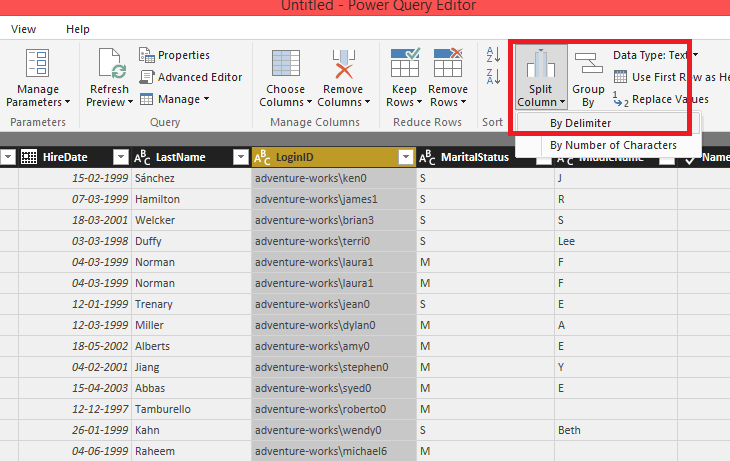 Untitled - Power Query Editor
View Help
Manage Parameters
Refresh Preview
Properties
Advanced Editor
Manage
Choose Columns
Remove Columns
Keep Rows
Remove Rows
A Z
Z A
Split Column
Group By
Data Type: Text
Use First Row as He
1 2 Replace Values
Parameters Query Manage Columns Reduce Rows Sort
By Delimiter
By Number of Characters
HireDate ABC LastName ABC LoginID ABC MaritalStatus ABC MiddleName Name
15-02-1999 Sánchez adventure-works\ken0 S J
07-03-1999 Hamilton adventure-works\james1 S R
18-03-2001 Welcker adventure-works\brian3 S S
03-03-1998 Duffy adventure-works\terri0 S Lee
04-03-1999 Norman adventure-works\laura1 M F
04-03-1999 Norman adventure-works\laura1 M F
12-01-1999 Trenary adventure-works\jean0 S E
12-03-1999 Miller adventure-works\dylan0 M A
18-05-2002 Alberts adventure-works\amy0 M E
04-02-2001 Jiang adventure-works\stephen0 M Y
15-04-2003 Abbas adventure-works\syed0 M E
12-12-1997 Tamburello adventure-works\roberto0 M
26-01-1999 Kahn adventure-works\wendy0 S Beth
04-06-1999 Raheem adventure-works\michael6 M